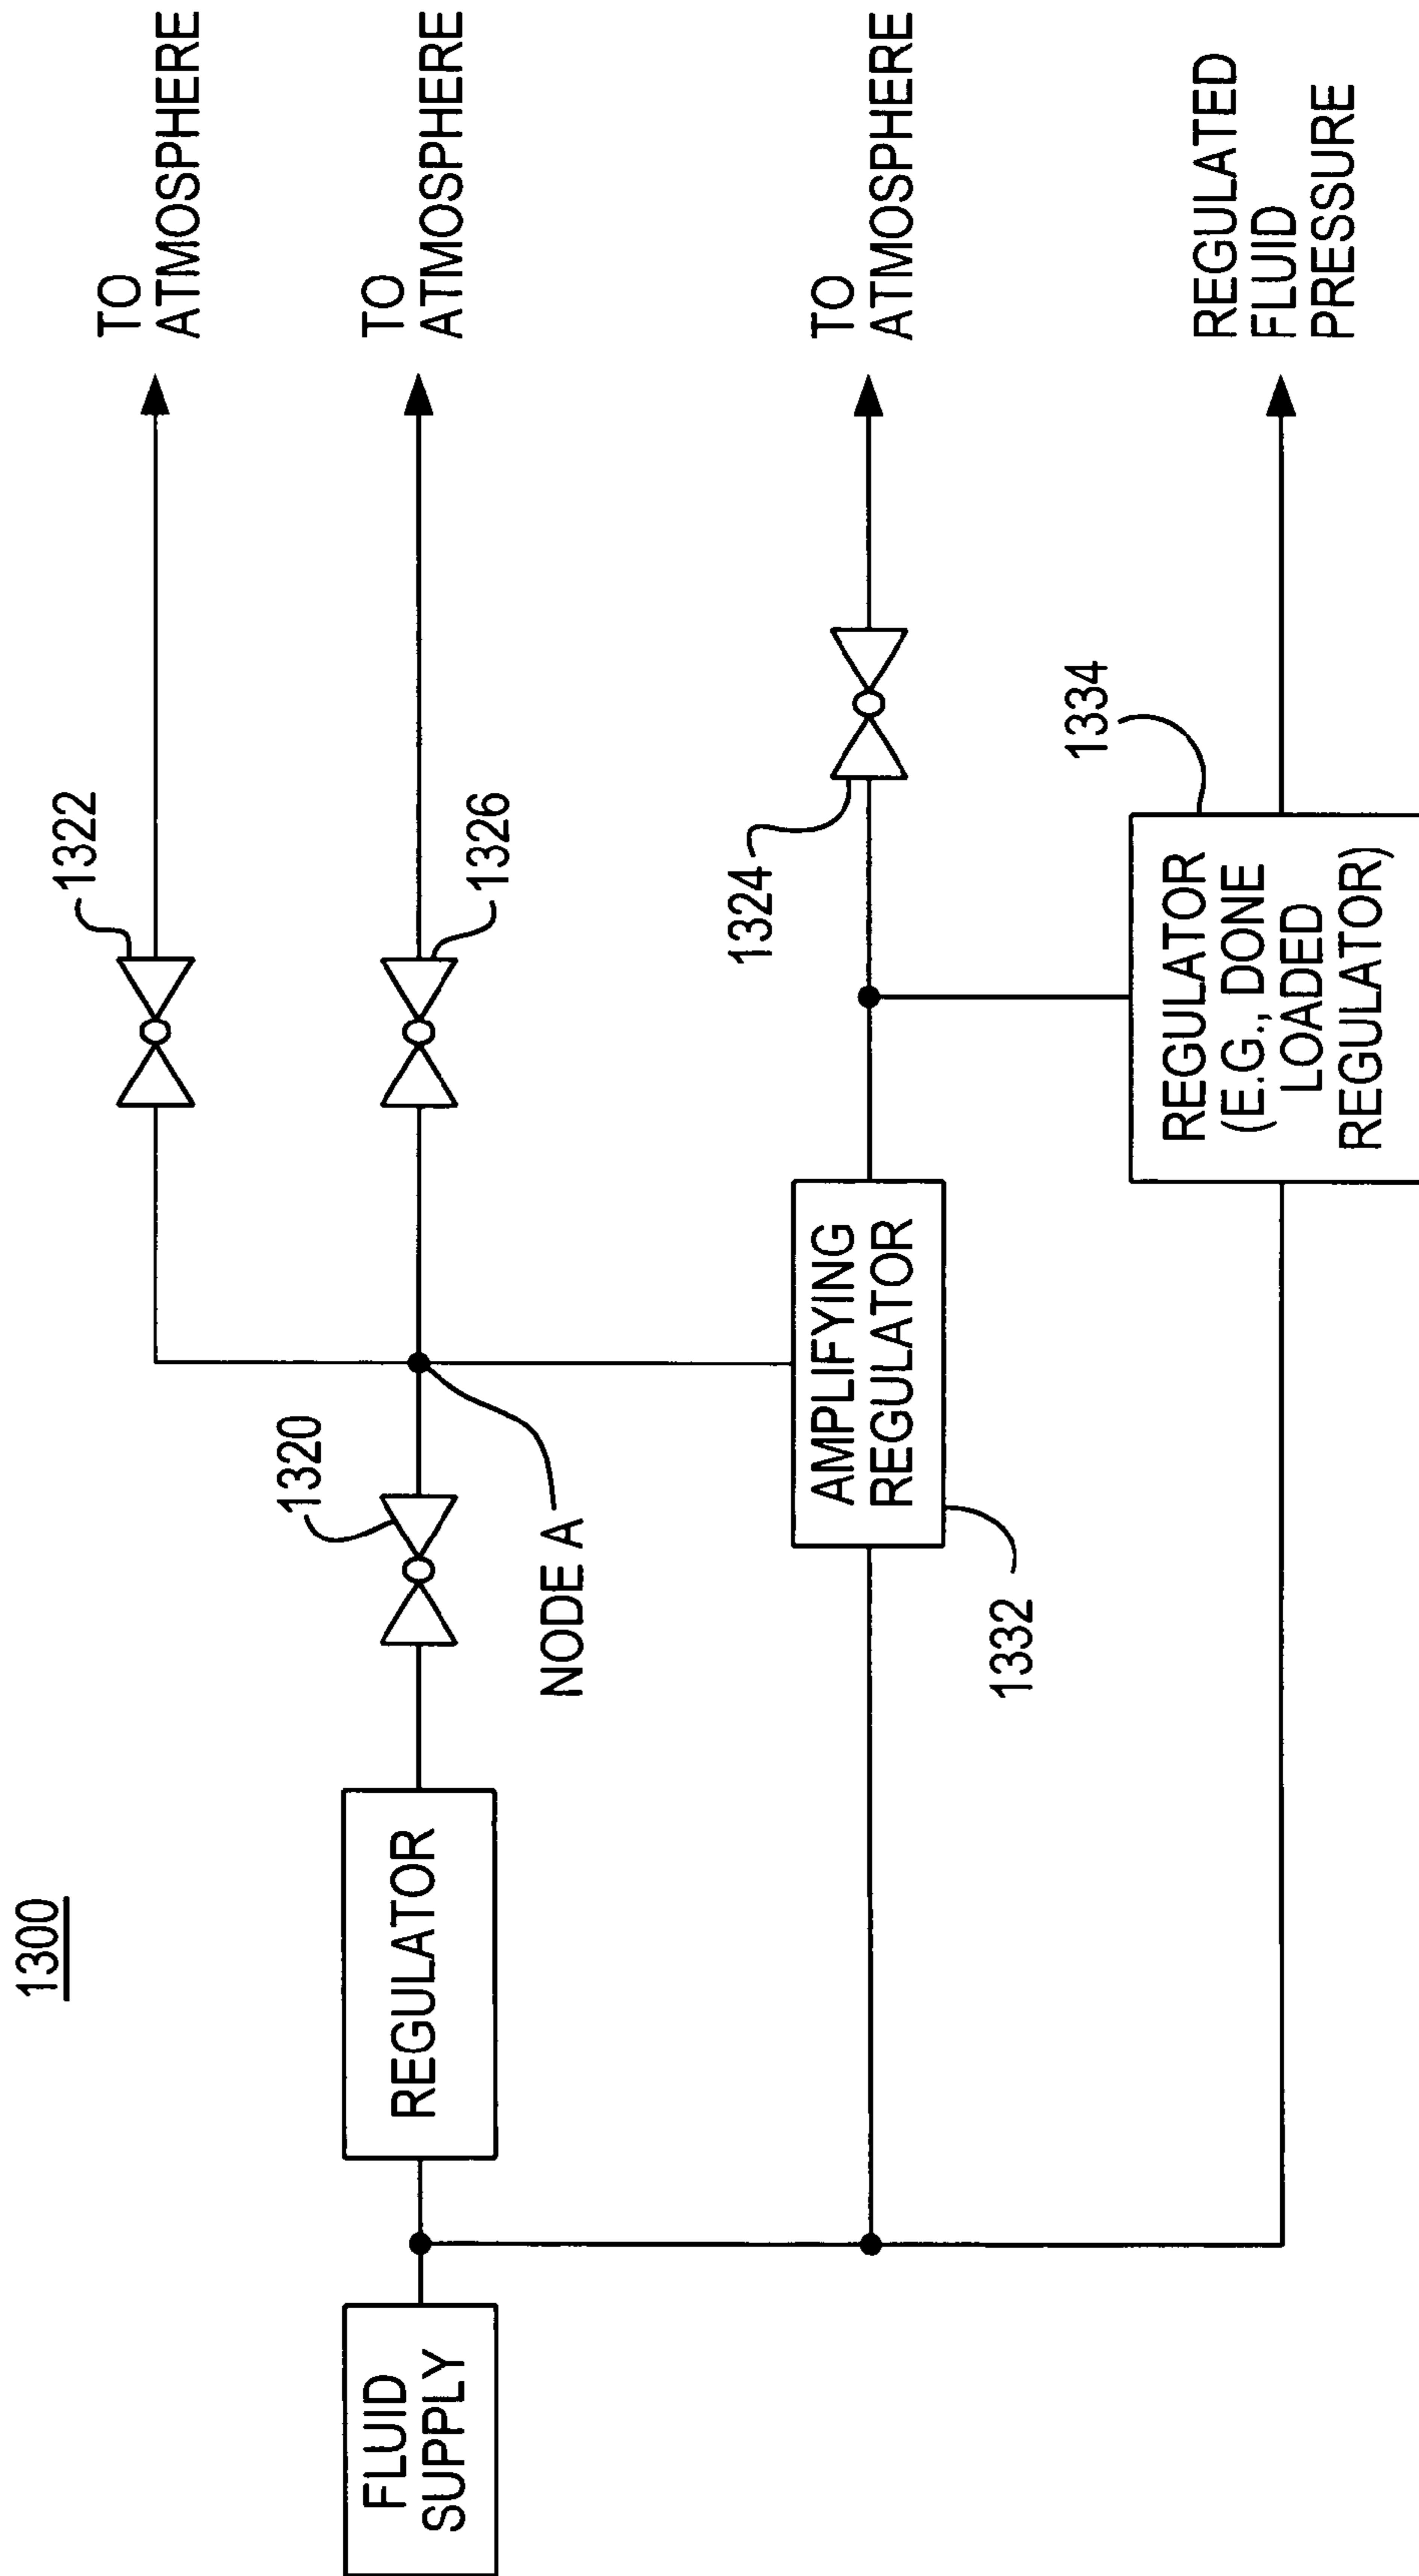 1300
FLUID
SUPPLY
REGULATOR
1320
NODE A
1322
TO
ATMOSPHERE
1326
TO
ATMOSPHERE
AMPLIFYING
REGULATOR
1332
1324
TO
ATMOSPHERE
REGULATOR
(E.G., DONE
LOADED
REGULATOR)
1334
REGULATED
FLUID
PRESSURE